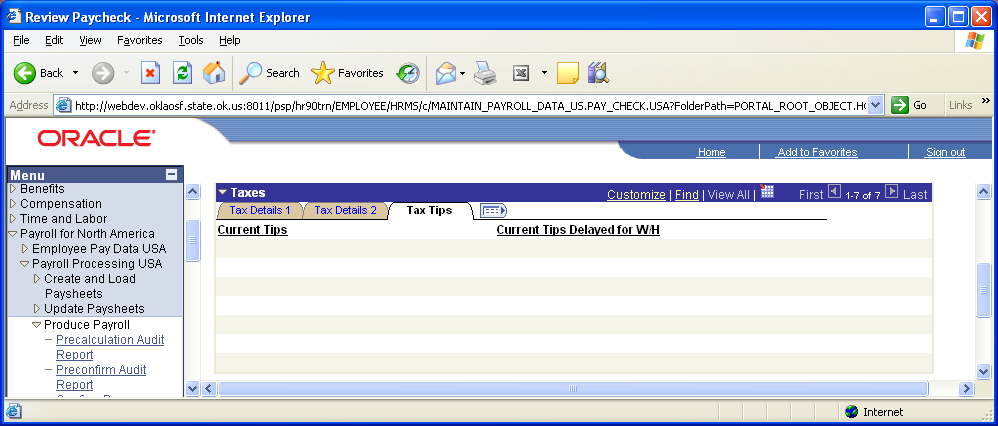 Review Paycheck - Microsoft Internet Explorer
File Edit View Favorites Tools Help
Back Search Favorites
Address http://webdev.oklaosf.state.ok.us:8011/psp/hr90trn/EMPLOYEE/HRMS/c/MAINTAIN_PAYROLL_DATA_US.PAY_CHECK.USA?FolderPath=PORTAL_ROOT_OBJECT.HC Go Links »
ORACLE®
Home Add to Favorites Sign out
Menu
Benefits
Compensation
Time and Labor
Payroll for North America
Employee Pay Data USA
Payroll Processing USA
Create and Load
Paysheets
Update Paysheets
Produce Payroll
– Precalculation Audit
Report
– Preconfirm Audit
Report
Taxes Customize | Find | View All | First 1-7 of 7 Last
Tax Details 1 Tax Details 2 Tax Tips
Current Tips Current Tips Delayed for W/H
Internet